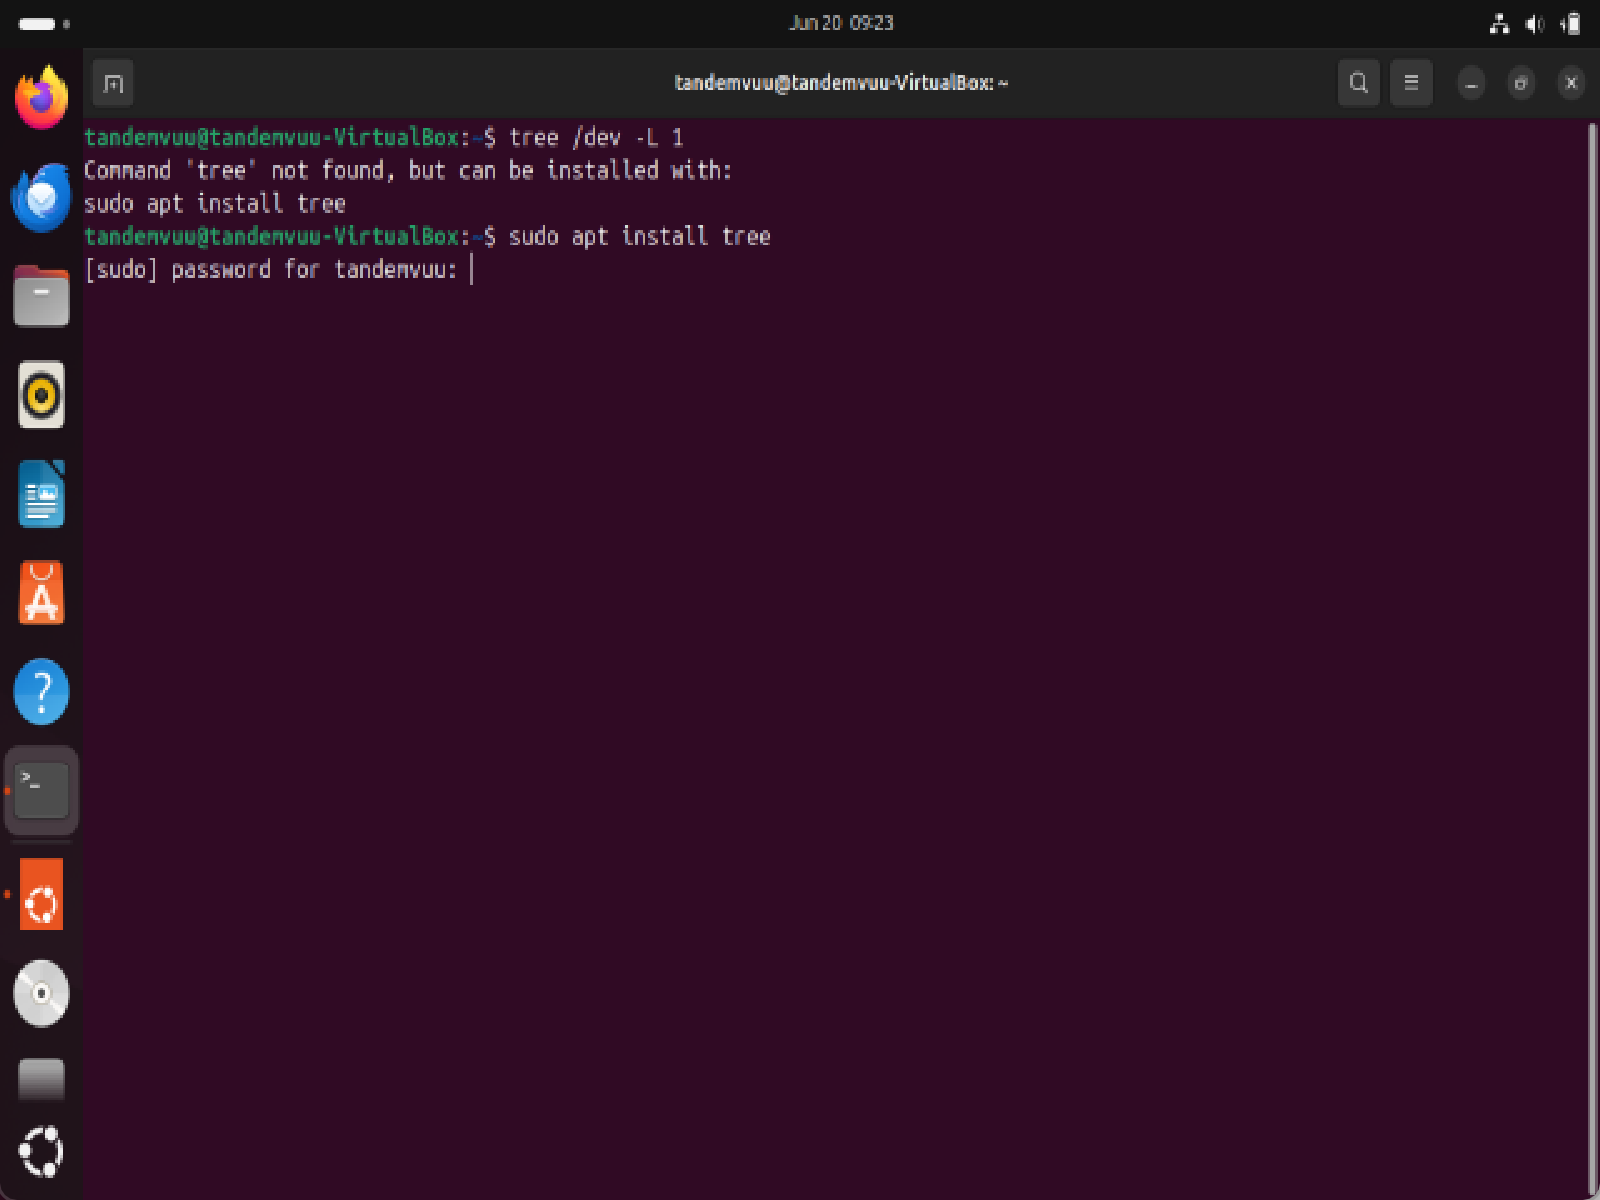 Jun 20 09:23
tandemvuu@tandemvuu-VirtualBox: ~
tandemvuu@tandemvuu-VirtualBox:~$ tree /dev -L 1
Command 'tree' not found, but can be installed with:
sudo apt install tree
tandemvuu@tandemvuu-VirtualBox:~$ sudo apt install tree
[sudo] password for tandemvuu: